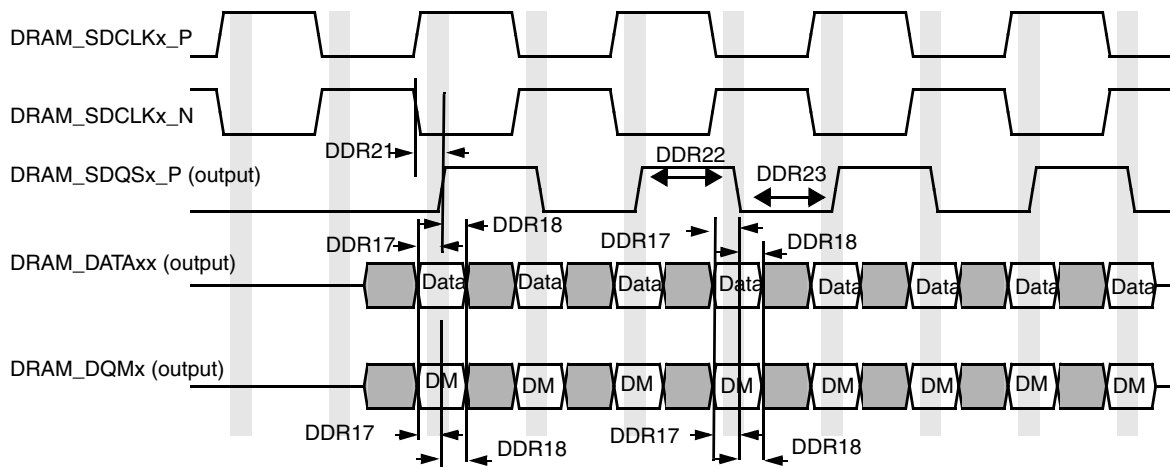 DRAM_SDCLKx_P
DRAM_SDCLKx_N
DDR21
DDR22
DRAM_SDQSx_P (output)
DDR23
DDR17
DDR18
DDR17
DDR18
DRAM_DATAxx (output)
Data Data Data Data Data Data Data Data
DRAM_DQMx (output)
DM DM DM DM DM DM DM DM
DDR17
DDR18
DDR17
DDR18